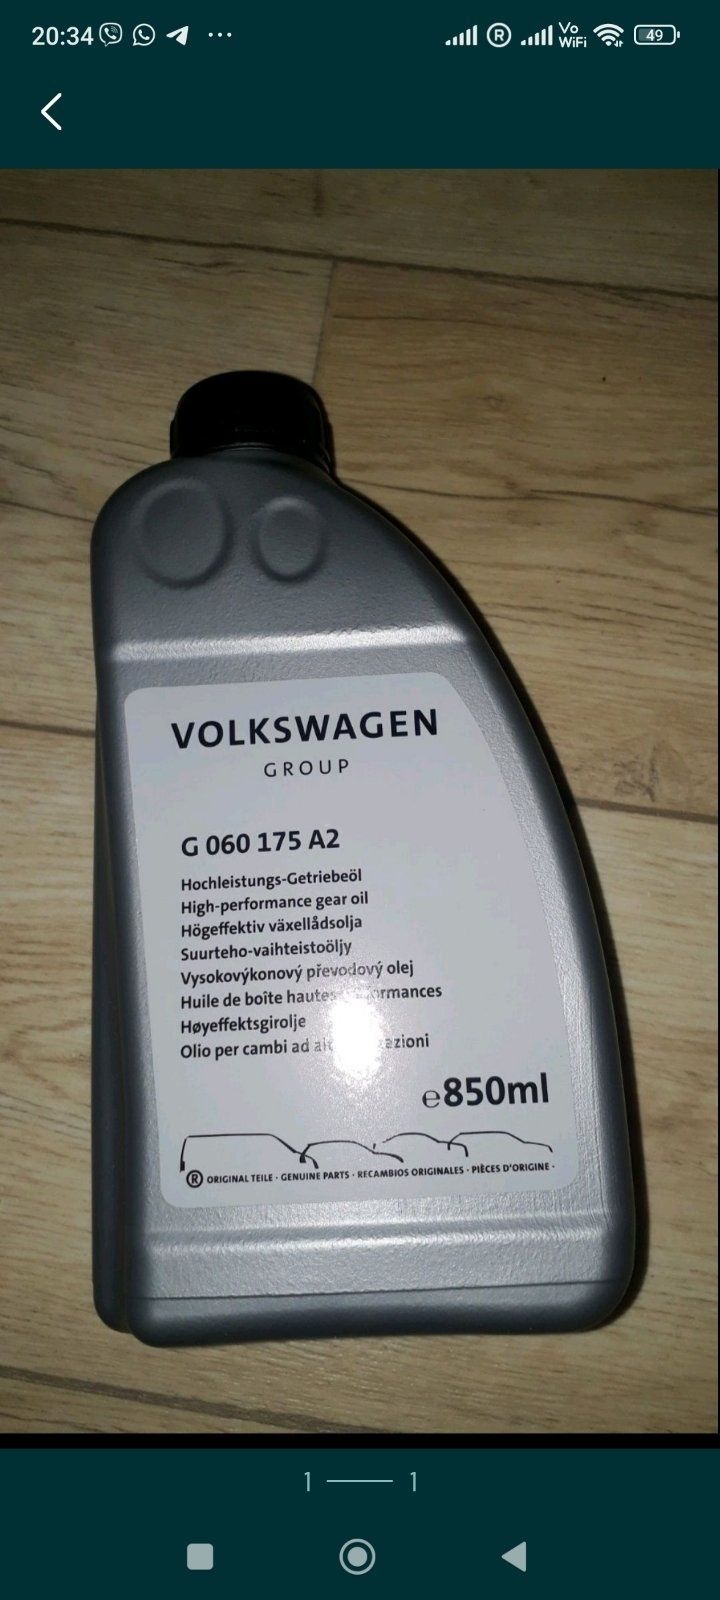 20:34
Vo
WiFi
49
VOLKSWAGEN
GROUP
G 060 175 A2
Hochleistungs-Getriebeöl
High-performance gear oil
Högeffektiv växellådsolja
Suurteho-vaihteistoöljy
Vysokovýkonový převodový olej
Huile de boîte hautes
Høyeffektsgirolje
Olio per cambi ad
e850ml
® ORIGINAL TEILE · GENUINE PARTS · RECAMBIOS ORIGINALES · PIÈCES D'ORIGINE ·
1 1